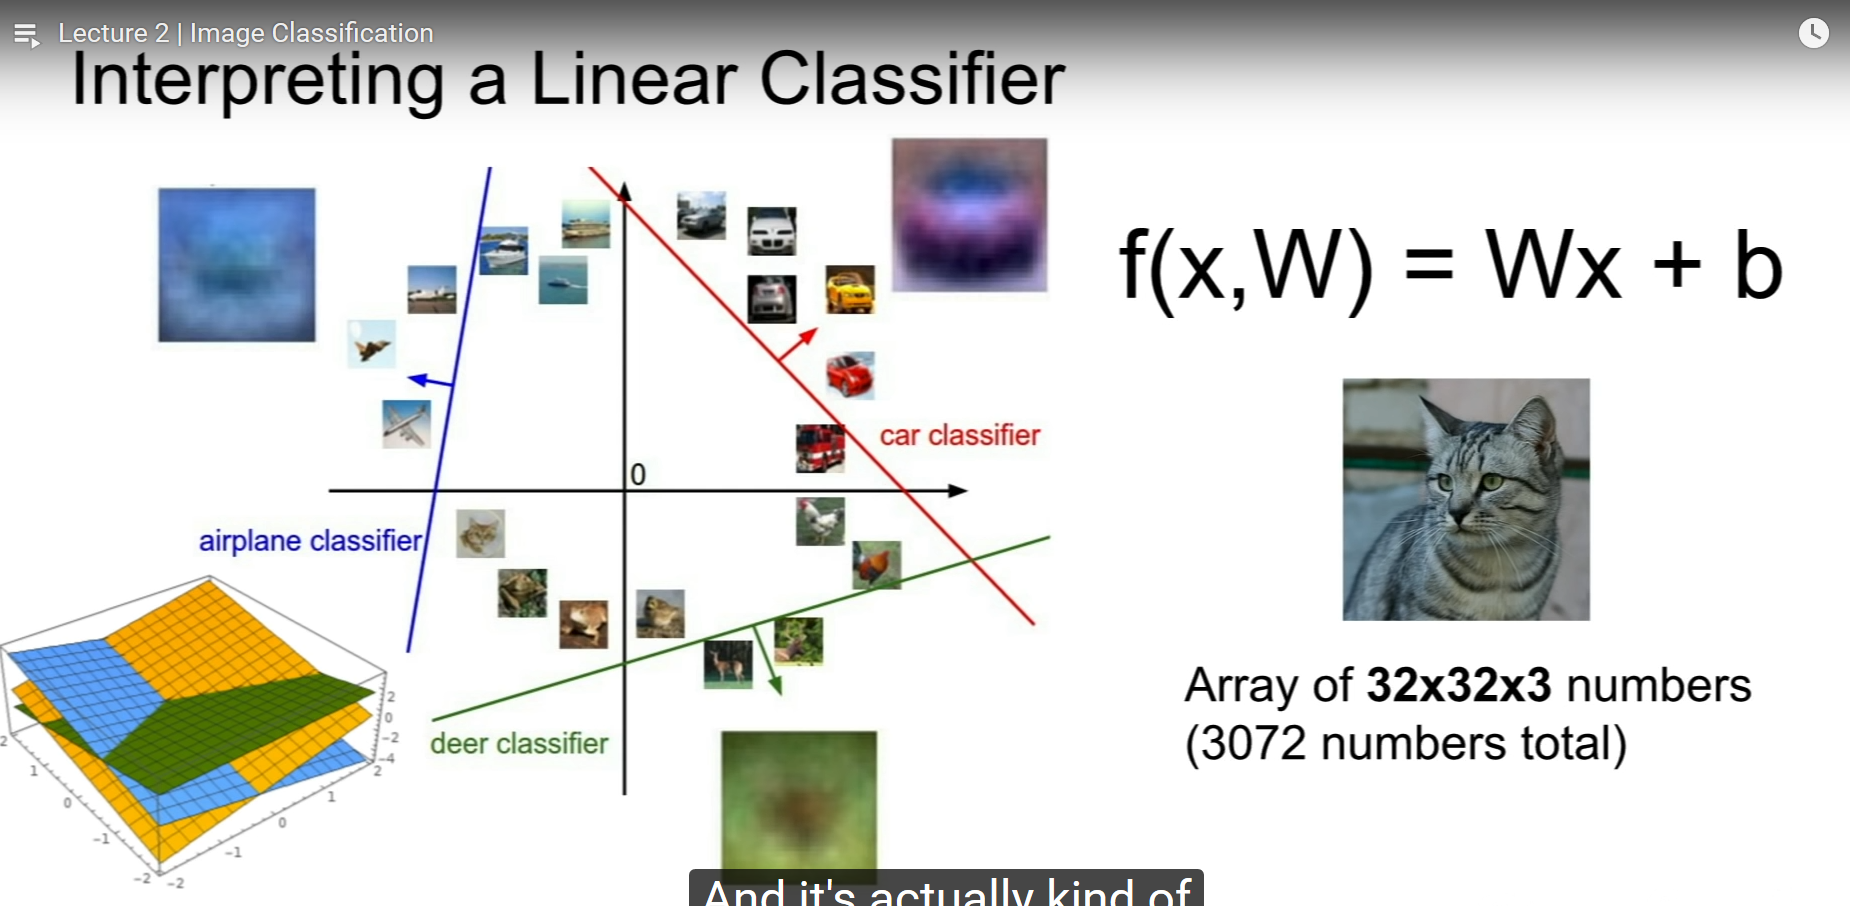 Lecture 2 | Image Classification
Interpreting a Linear Classifier
f(x,W) = Wx + b
car classifier
0
airplane classifier
deer classifier
Array of 32x32x3 numbers
(3072 numbers total)
2
0
-2
-4
2
1
0
-1
-2
2
1
0
-1
-2
And it's actually kind of